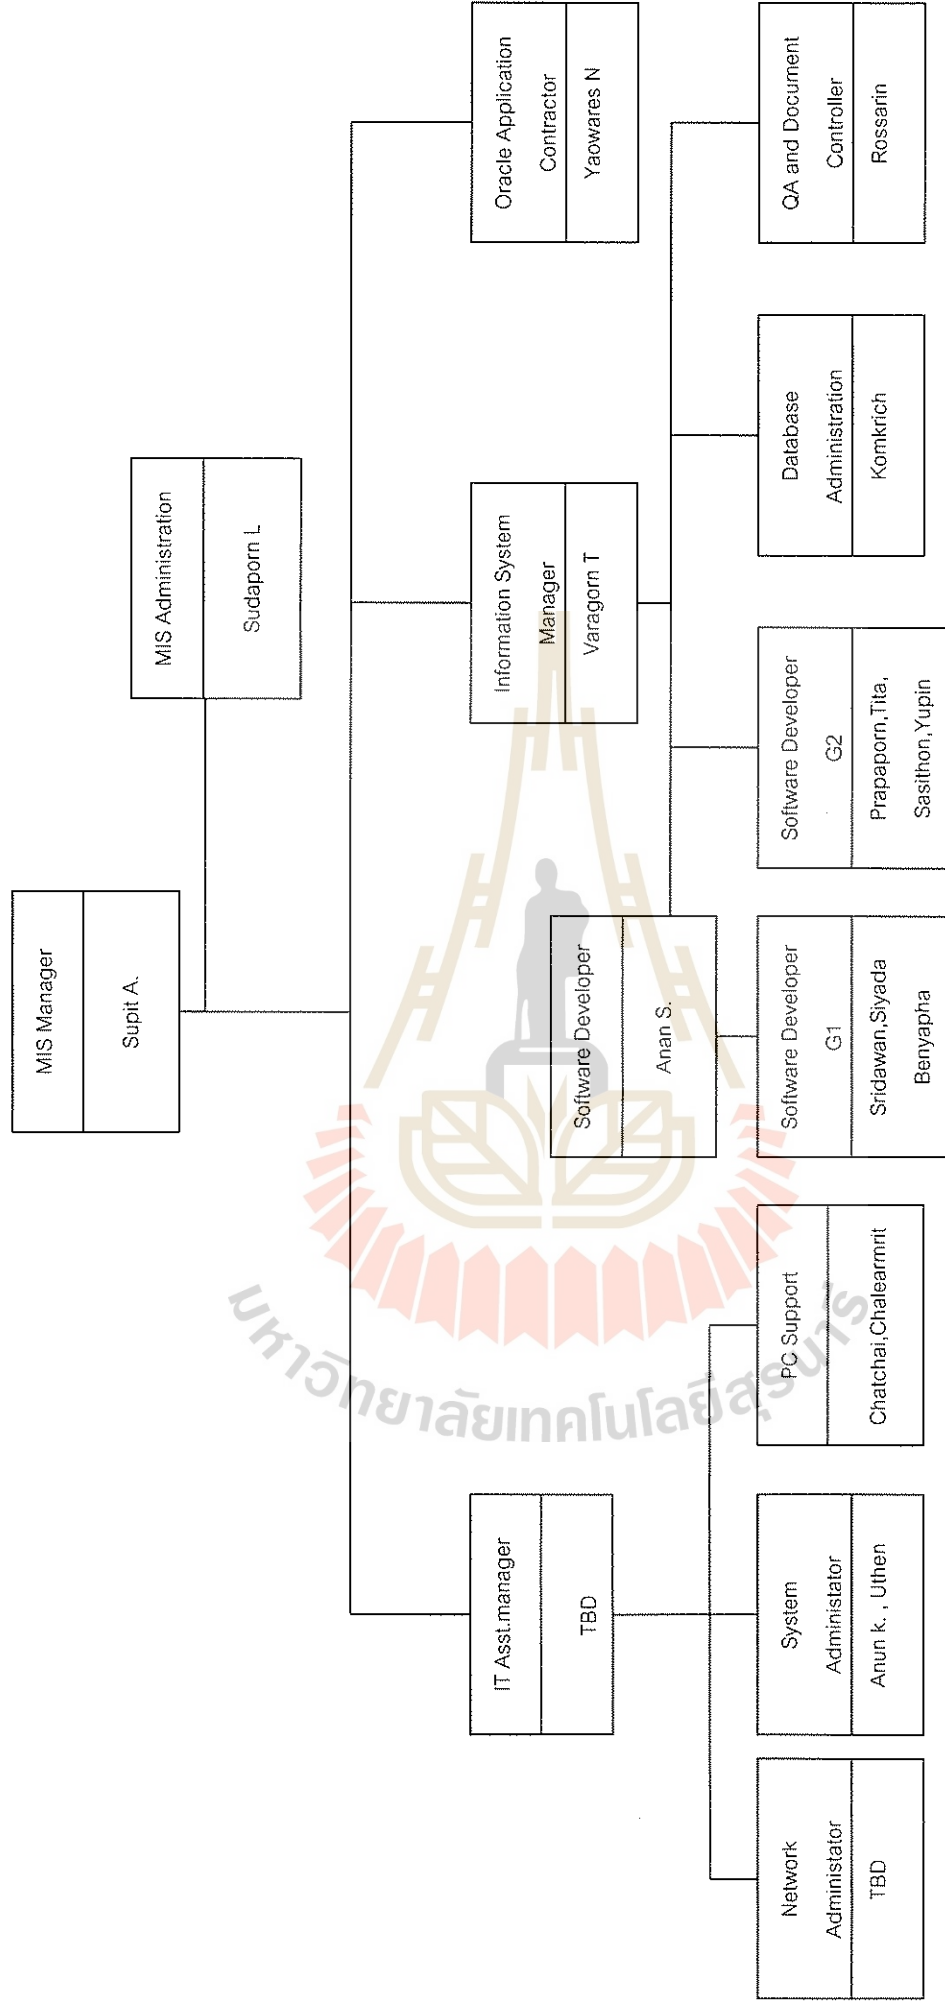 MIS Manager
Supit A.
MIS Administration
Sudaporn L
IT Asst.manager
TBD
Information System
Manager
Varagorn T
Oracle Application
Contractor
Yaowares N
Software Developer
Anan S.
Network
Administator
TBD
System
Administator
Anun k. , Uthen
PC Support
Chatchai,Chalearmrit
Software Developer
G1
Sridawan,Siyada
Benyapha
Software Developer
G2
Prapaporn,Tita,
Sasithon,Yupin
Database
Administration
Komkrich
QA and Document
Controller
Rossarin
มหาวิทยาลัยเทคโนโลยีสุรนารี